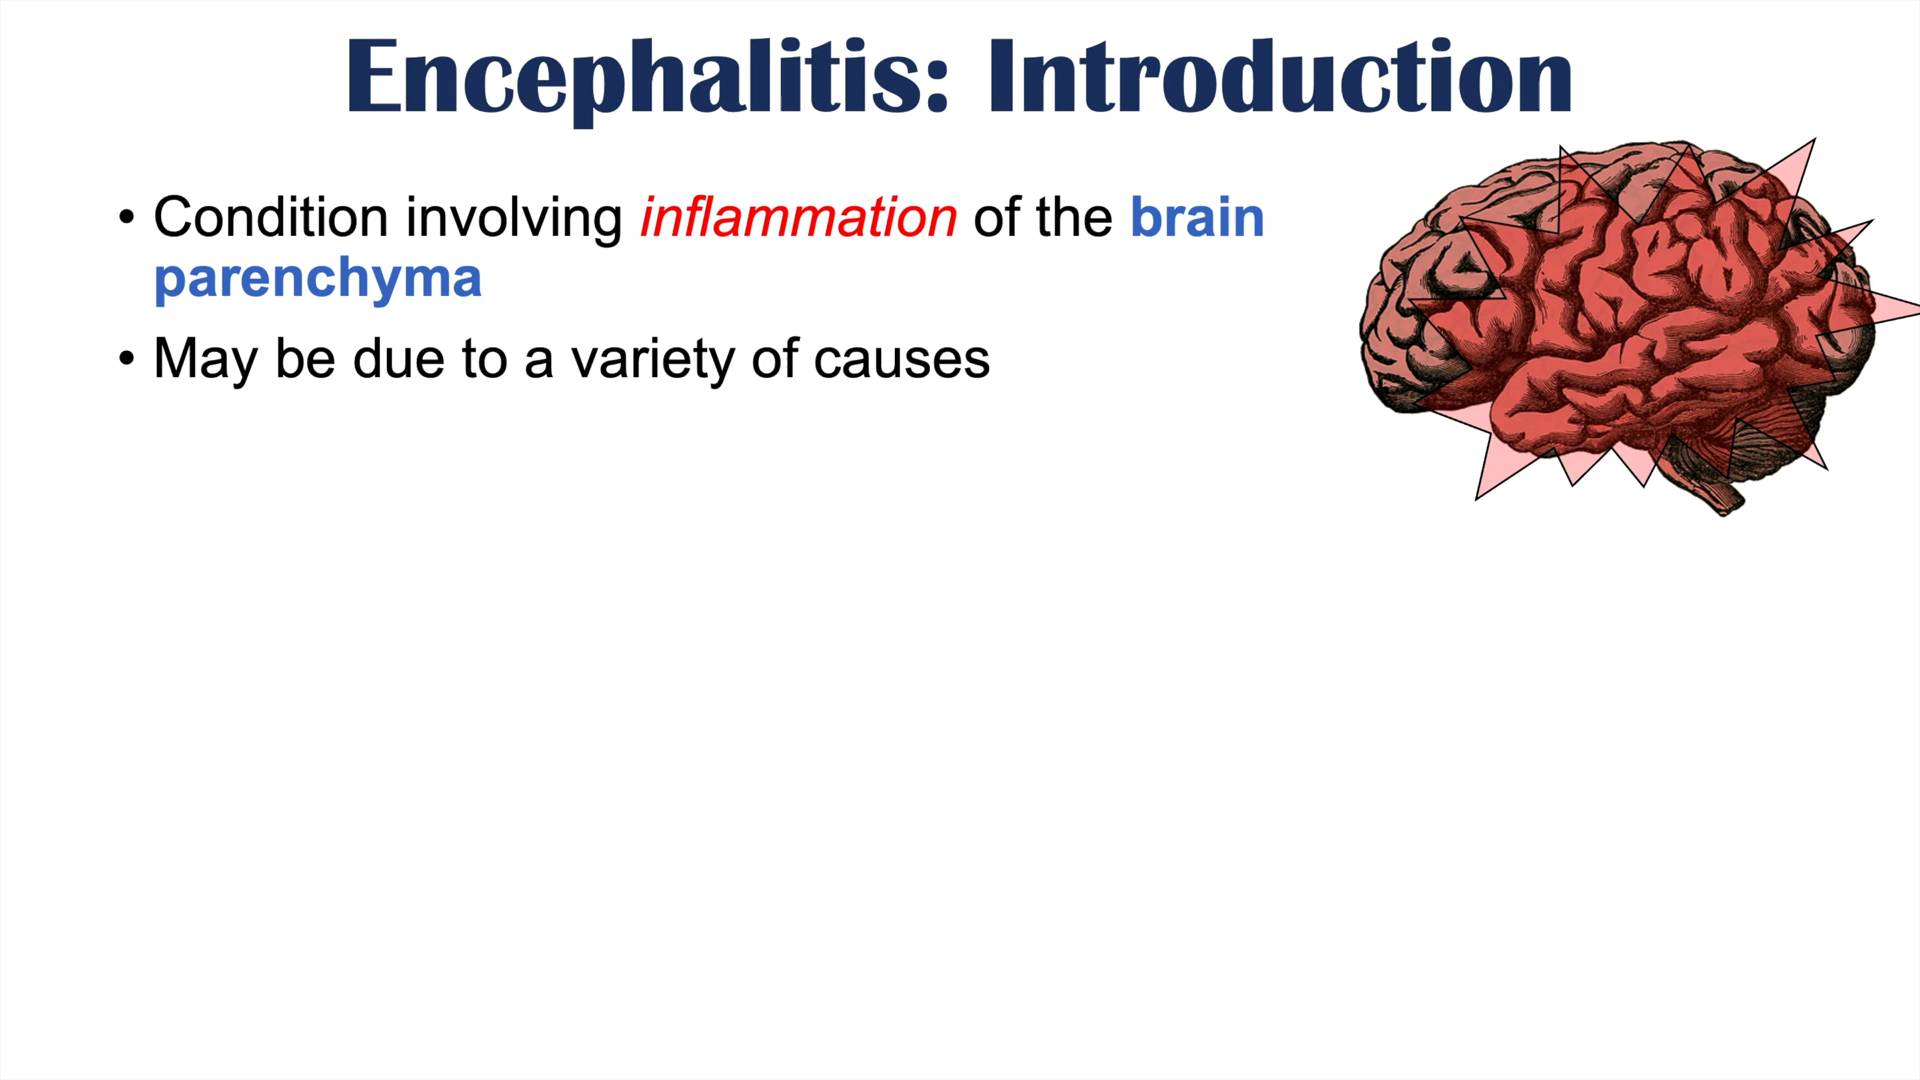 Encephalitis: Introduction
• Condition involving inflammation of the brain
parenchyma
• May be due to a variety of causes